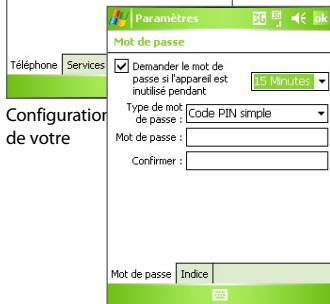 Paramètres
3G
ok
Mot de passe
Demander le mot de
passe si l'appareil est
inutilisé pendant
15 Minutes
Type de mot
de passe :
Code PIN simple
Mot de passe :
Confirmer :
Mot de passe
Indice
Téléphone
Services
Configuration
de votre